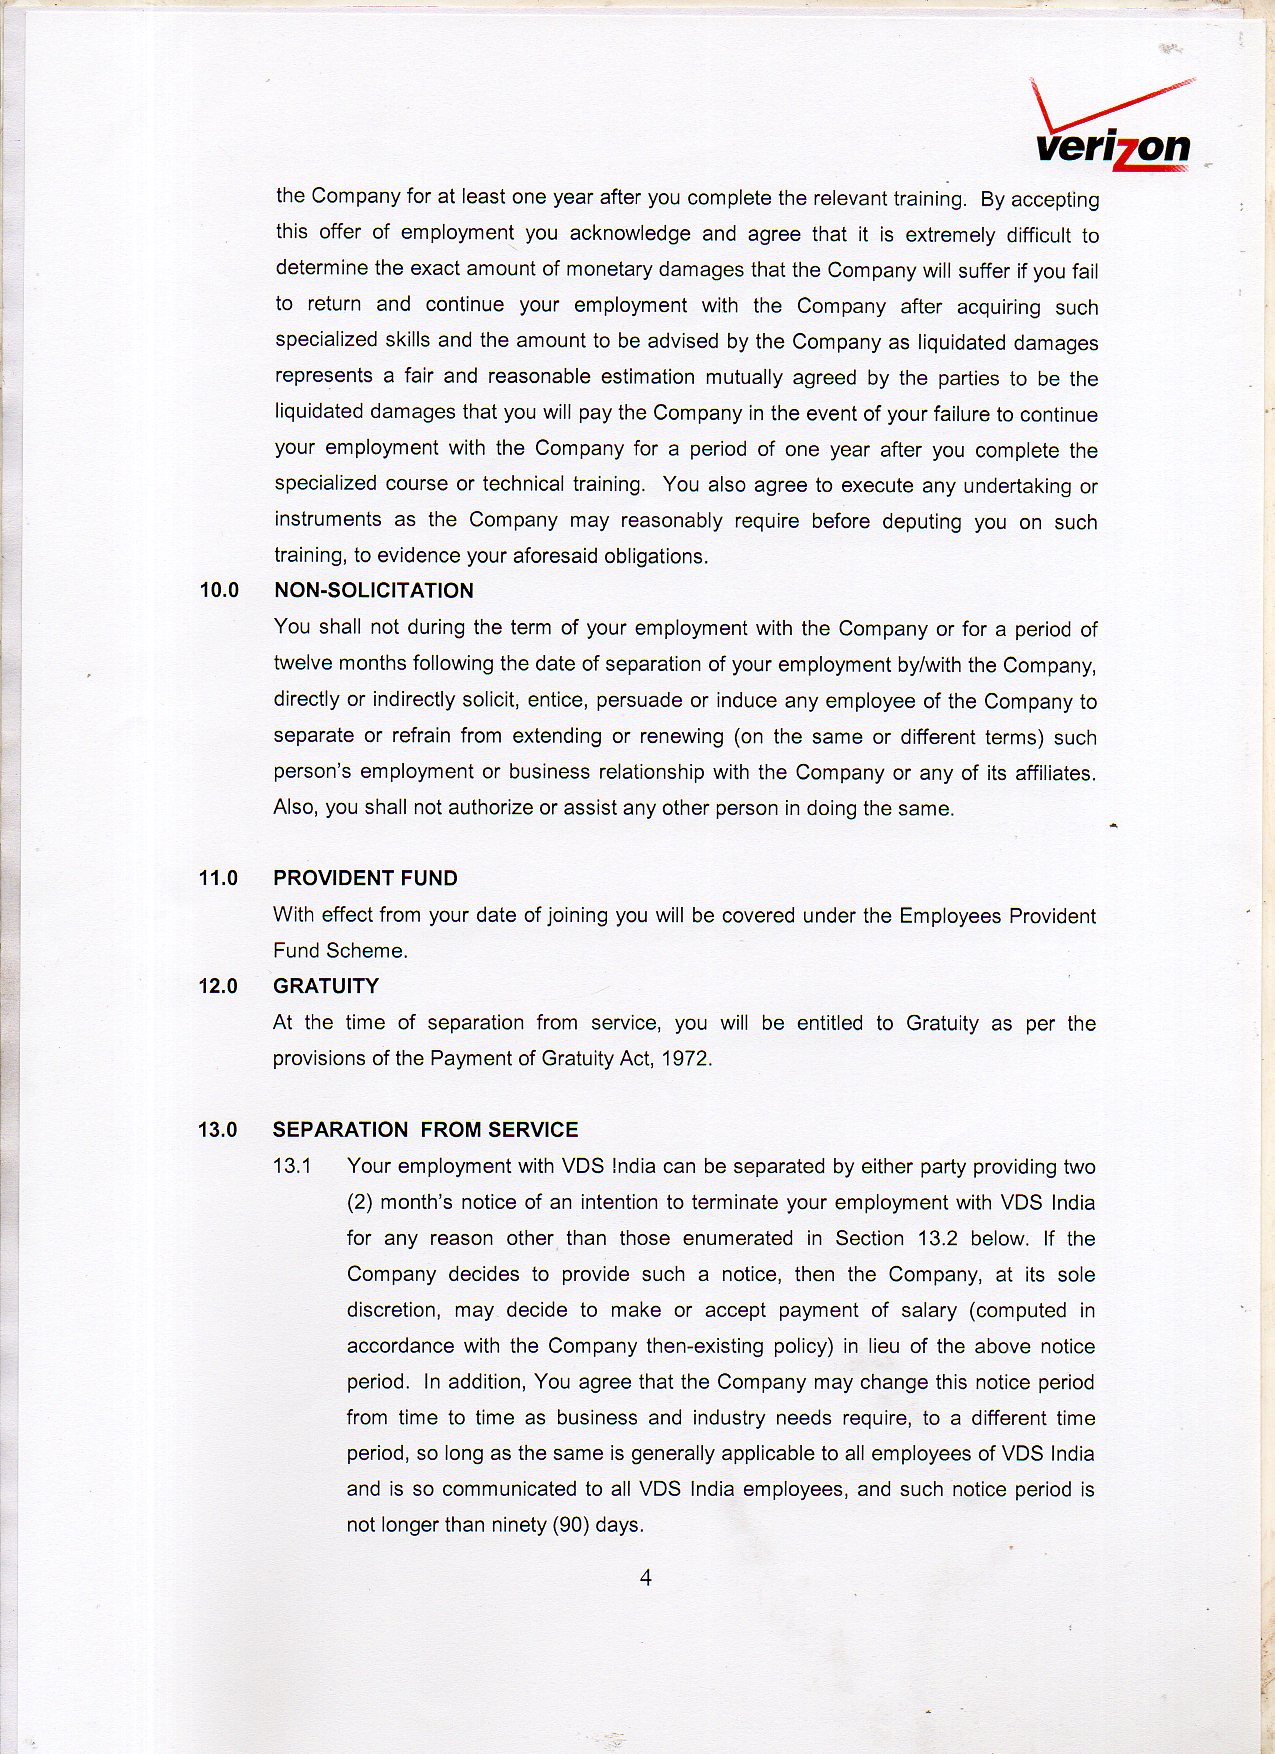 verizon
the Company for at least one year after you complete the relevant training. By accepting
this offer of employment you acknowledge and agree that it is extremely difficult to
determine the exact amount of monetary damages that the Company will suffer if you fail
to return and continue your employment with the Company after acquiring such
specialized skills and the amount to be advised by the Company as liquidated damages
represents a fair and reasonable estimation mutually agreed by the parties to be the
liquidated damages that you will pay the Company in the event of your failure to continue
your employment with the Company for a period of one year after you complete the
specialized course or technical training. You also agree to execute any undertaking or
instruments as the Company may reasonably require before deputing you on such
training, to evidence your aforesaid obligations.
10.0 NON-SOLICITATION
You shall not during the term of your employment with the Company or for a period of
twelve months following the date of separation of your employment by/with the Company,
directly or indirectly solicit, entice, persuade or induce any employee of the Company to
separate or refrain from extending or renewing (on the same or different terms) such
person's employment or business relationship with the Company or any of its affiliates.
Also, you shall not authorize or assist any other person in doing the same.
11.0 PROVIDENT FUND
With effect from your date of joining you will be covered under the Employees Provident
Fund Scheme.
12.0 GRATUITY
At the time of separation from service, you will be entitled to Gratuity as per the
provisions of the Payment of Gratuity Act, 1972.
13.0 SEPARATION FROM SERVICE
13.1 Your employment with VDS India can be separated by either party providing two
(2) month's notice of an intention to terminate your employment with VDS India
for any reason other than those enumerated in Section 13.2 below. If the
Company decides to provide such a notice, then the Company, at its sole
discretion, may decide to make or accept payment of salary (computed in
accordance with the Company then-existing policy) in lieu of the above notice
period. In addition, You agree that the Company may change this notice period
from time to time as business and industry needs require, to a different time
period, so long as the same is generally applicable to all employees of VDS India
and is so communicated to all VDS India employees, and such notice period is
not longer than ninety (90) days.
4